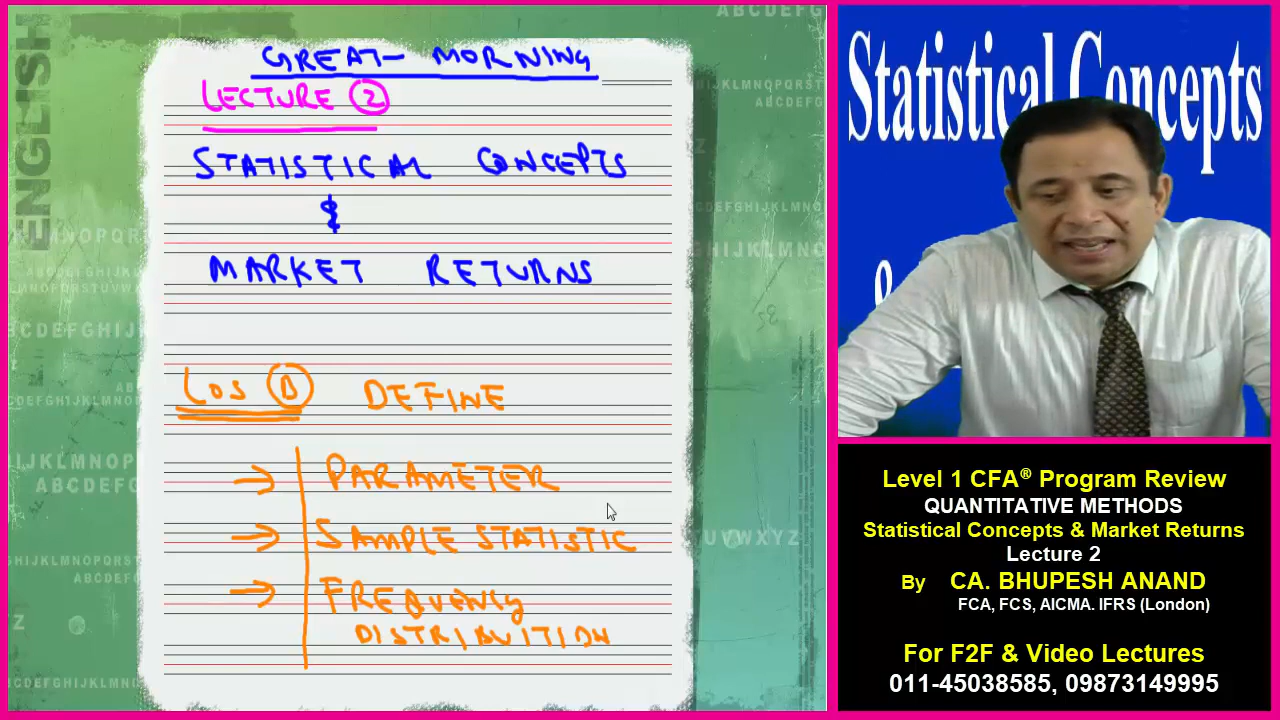 GREAT MORNING
LECTURE 2
STATISTICAL CONCEPTS
&
MARKET RETURNS
LOS B DEFINE
→ PARAMETER
→ SAMPLE STATISTIC
→ FREQUENCY
DISTRIBUITION
Statistical Concepts
&
Level 1 CFA® Program Review
QUANTITATIVE METHODS
Statistical Concepts & Market Returns
Lecture 2
By CA. BHUPESH ANAND
FCA, FCS, AICMA. IFRS (London)
For F2F & Video Lectures
011-45038585, 09873149995
ENGLISH